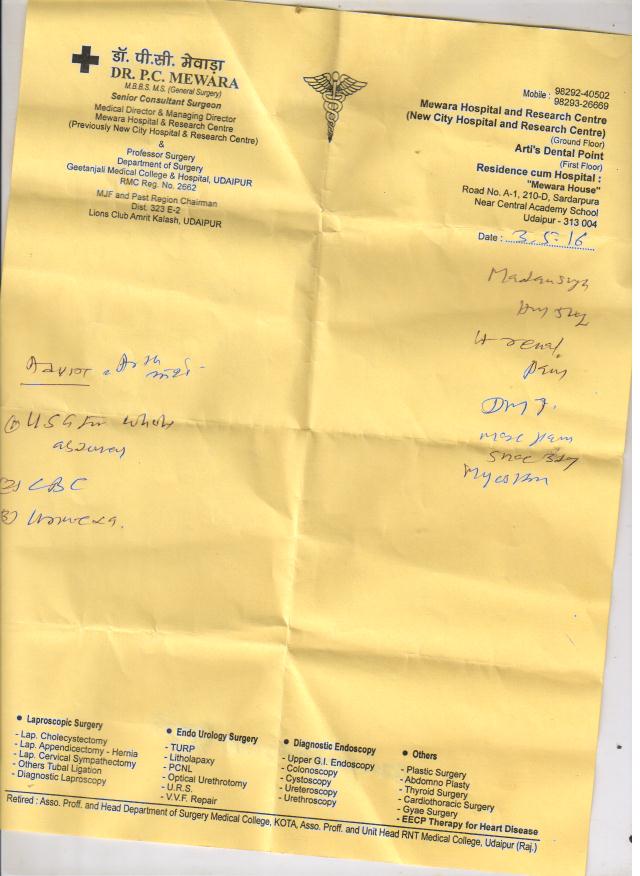 डॉ. पी.सी. मेवाड़ा
DR. P.C. MEWARA
M.B.B.S. M.S. (General Surgery)
Senior Consultant Surgeon
Medical Director & Managing Director
Mewara Hospital & Research Centre
(Previously New City Hospital & Research Centre)
&
Professor Surgery
Department of Surgery
Geetanjali Medical College & Hospital, UDAIPUR
RMC Reg. No. 2662
MJF and Past Region Chairman
Dist. 323 E-2
Lions Club Amrit Kalash, UDAIPUR
Mobile : 98292-40502
98293-26669
Mewara Hospital and Research Centre
(New City Hospital and Research Centre)
(Ground Floor)
Arti's Dental Point
(First Floor)
Residence cum Hospital :
"Mewara House"
Road No. A-1, 210-D, Sardarpura
Near Central Academy School
Udaipur - 313 004
Date : 3.5.16
① USG for whole
(2) CBC
• Laproscopic Surgery
- Lap. Cholecystectomy
- Lap. Appendicectomy - Hernia
- Lap. Cervical Sympathectomy
- Others Tubal Ligation
- Diagnostic Laproscopy
• Endo Urology Surgery
- TURP
- Litholapaxy
- PCNL
- Optical Urethrotomy
- U.R.S.
- V.V.F. Repair
• Diagnostic Endoscopy
- Upper G.I. Endoscopy
- Colonoscopy
- Cystoscopy
- Ureteroscopy
- Urethroscopy
• Others
- Plastic Surgery
- Abdomno Plasty
- Thyroid Surgery
- Cardiothoracic Surgery
- Gyae Surgery
- EECP Therapy for Heart Disease
Retired : Asso. Proff. and Head Department of Surgery Medical College, KOTA, Asso. Proff. and Unit Head RNT Medical College, Udaipur (Raj.)